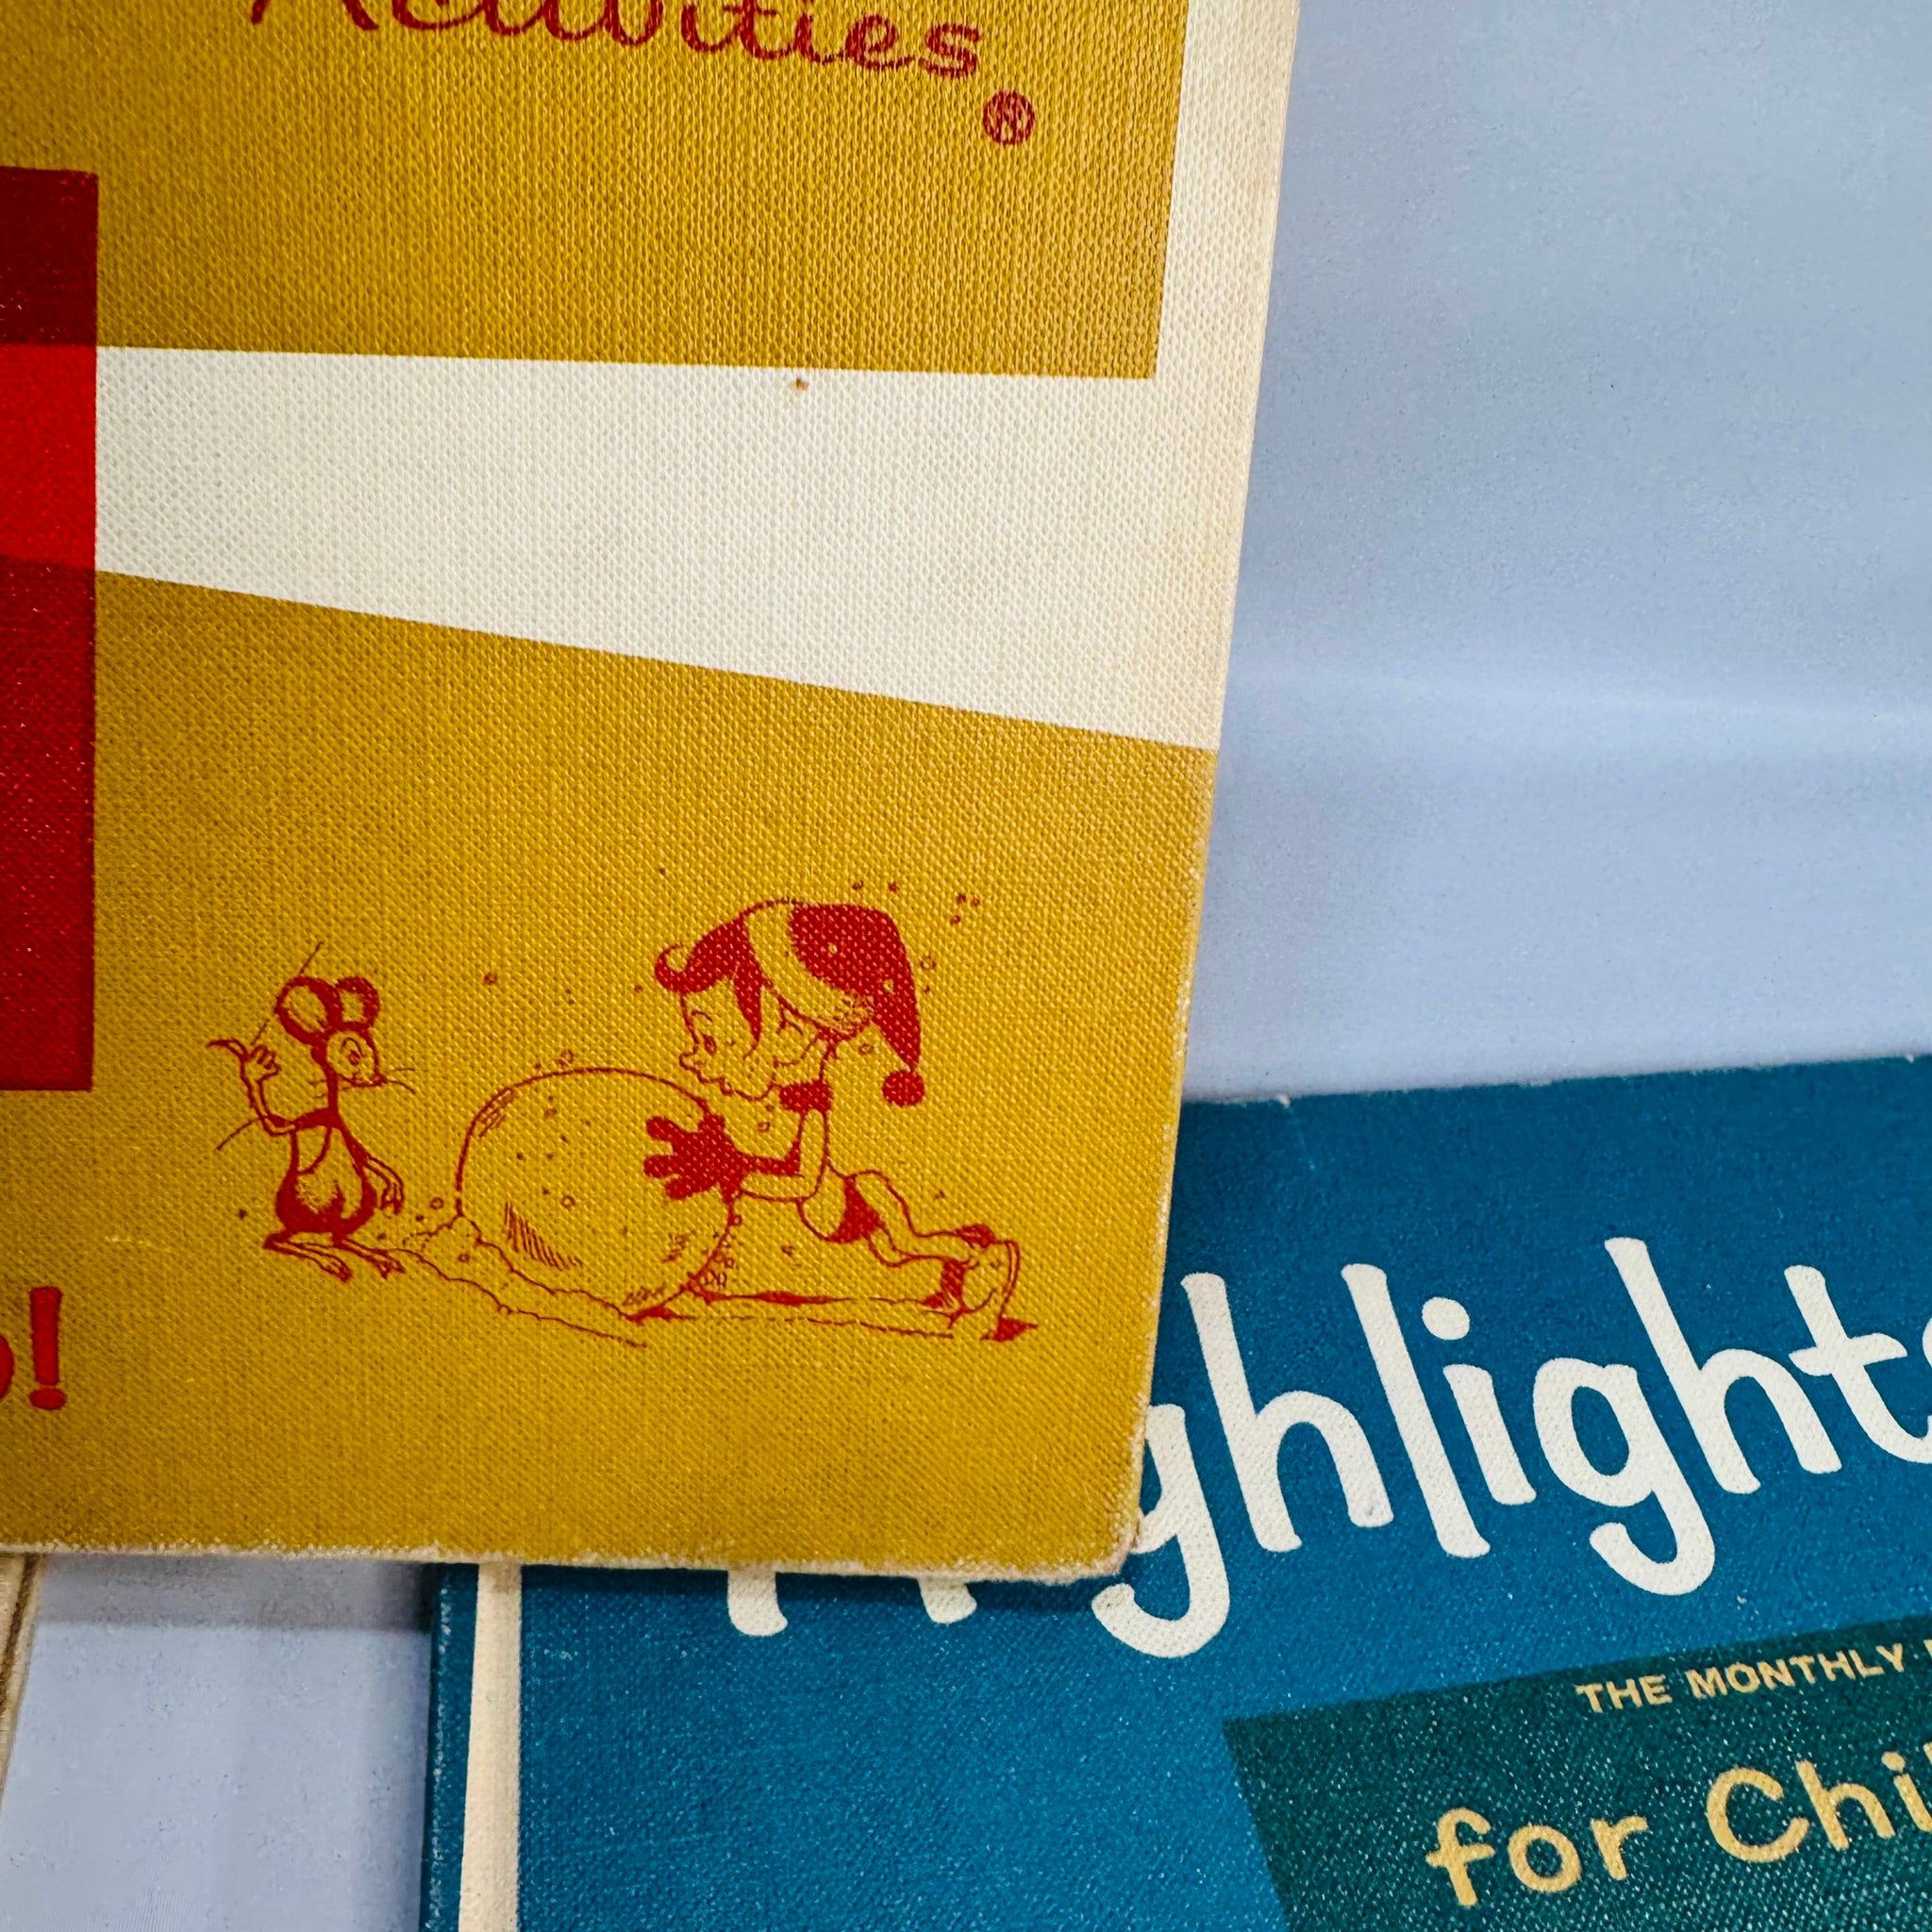 Activities
®
!
ghlight
THE MONTHLY
for Chi